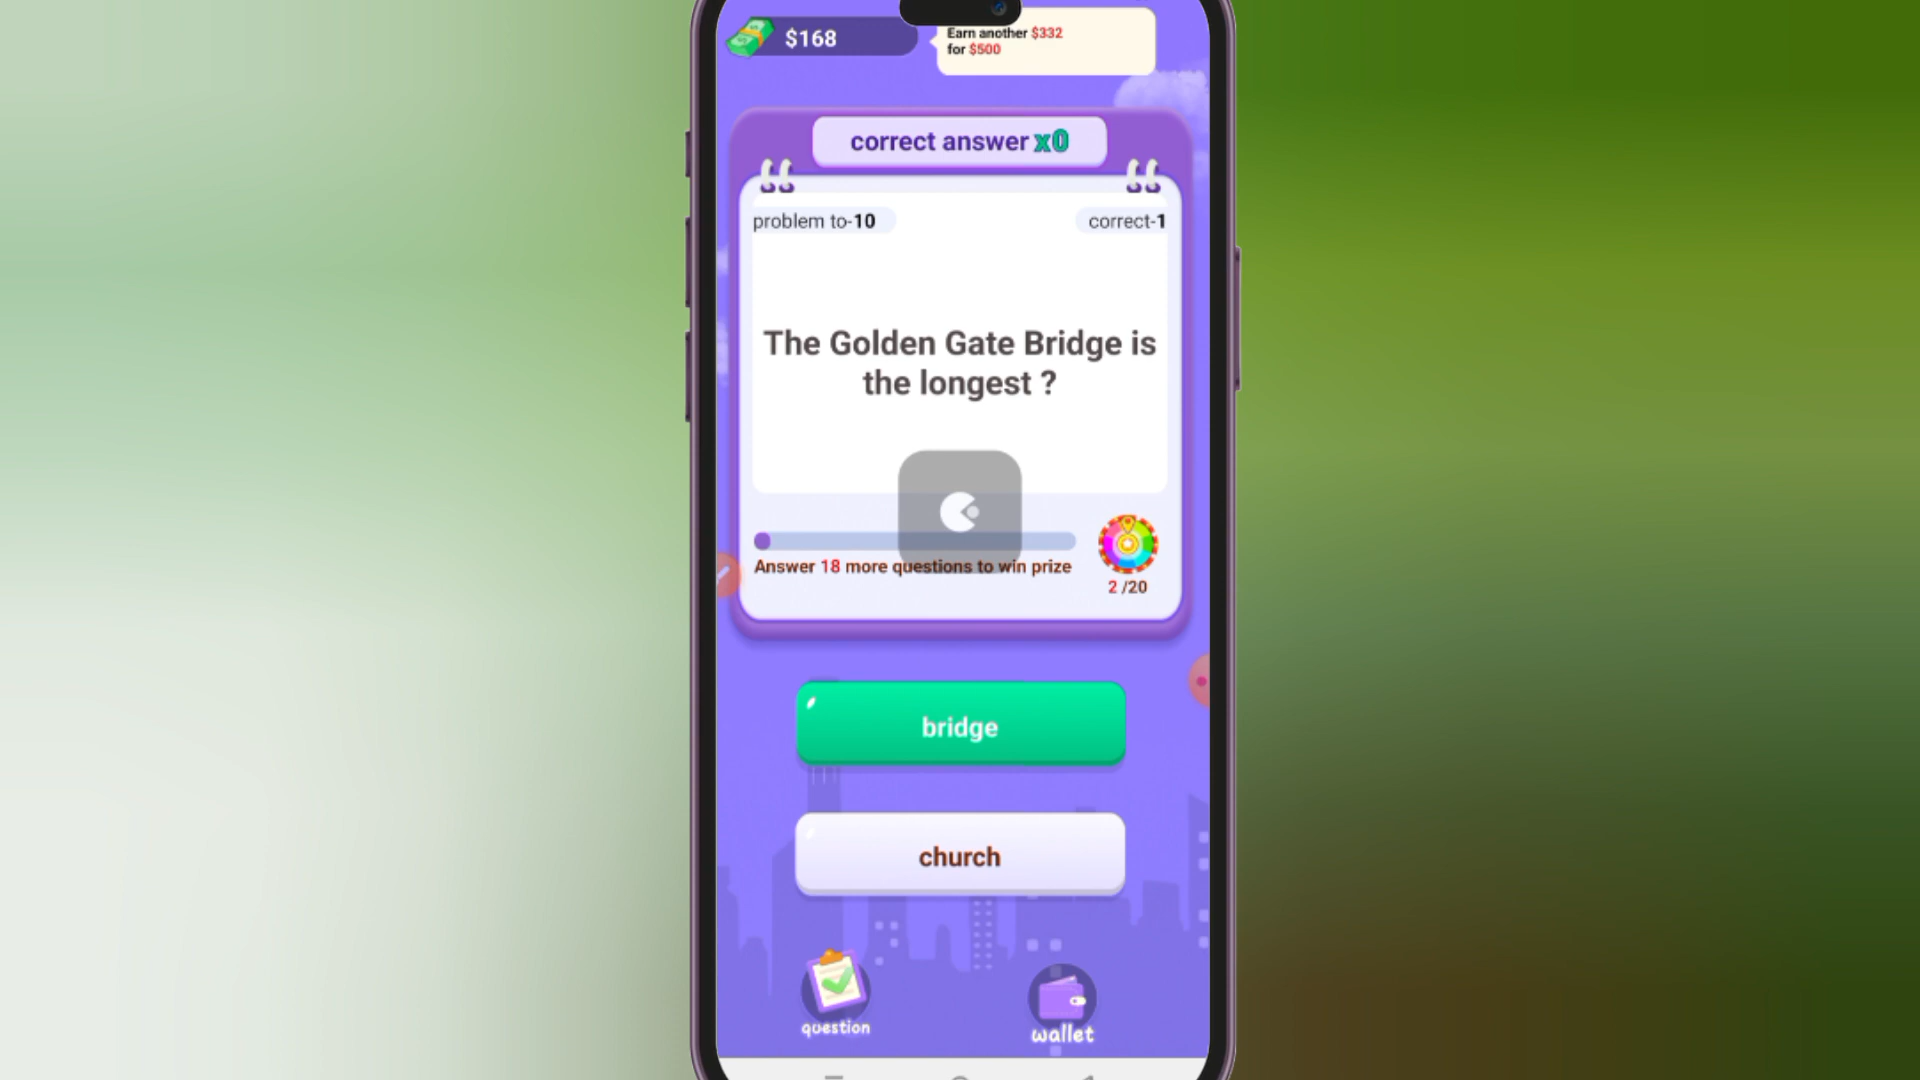 $168
Earn another $332
for $500
correct answer x0
problem to-10
correct-1
The Golden Gate Bridge is
the longest ?
Answer 18 more questions to win prize
2 /20
bridge
church
question
wallet